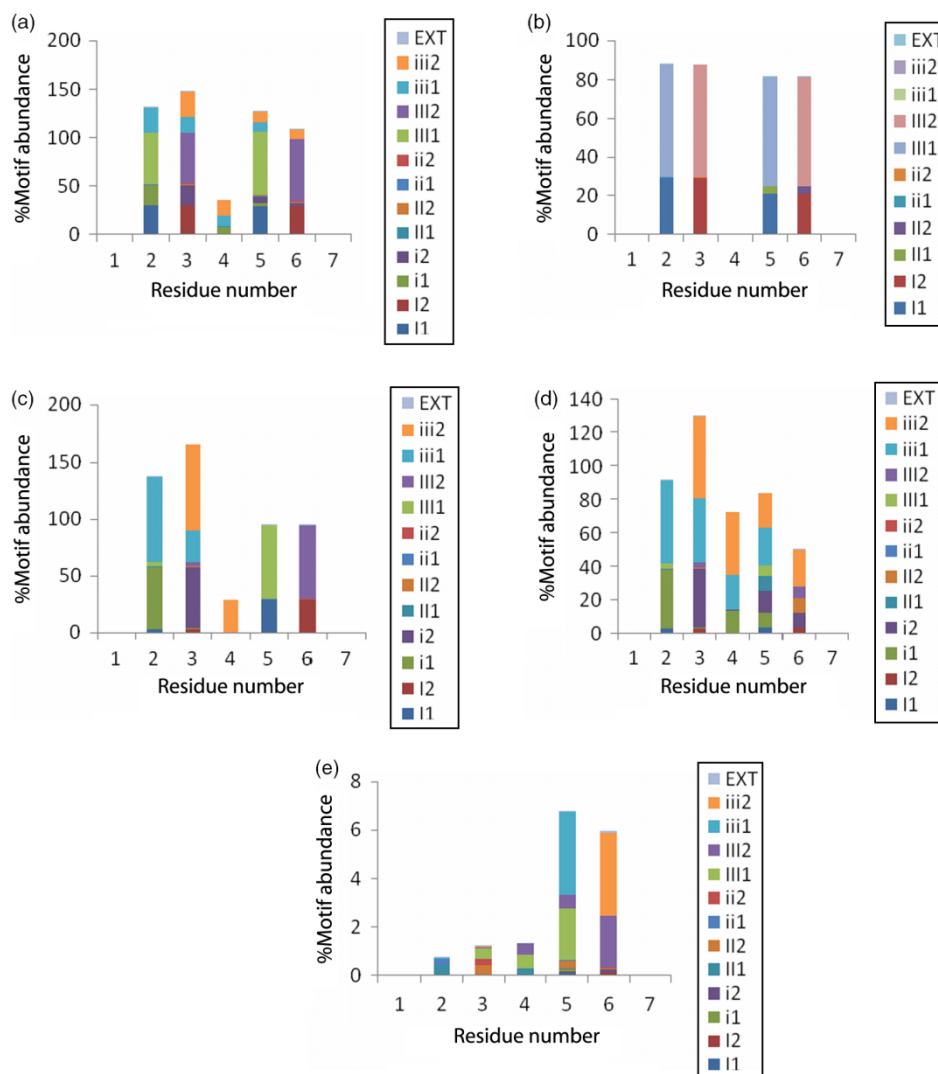 (a)
%Motif abundance
200
150
100
50
0
1 2 3 4 5 6 7
Residue number
EXT
iii2
iii1
III2
III1
ii2
ii1
II2
II1
i2
i1
I2
I1
(b)
%Motif abundance
100
80
60
40
20
0
1 2 3 4 5 6 7
Residue number
EXT
iii2
iii1
III2
III1
ii2
ii1
II2
II1
I2
I1
(c)
%Motif abundance
200
150
100
50
0
1 2 3 4 5 6 7
Residue number
EXT
iii2
iii1
III2
III1
ii2
ii1
II2
II1
i2
i1
I2
I1
(d)
%Motif abundance
140
120
100
80
60
40
20
0
1 2 3 4 5 6 7
Residue number
EXT
iii2
iii1
III2
III1
ii2
ii1
II2
II1
i2
i1
I2
I1
(e)
%Motif abundance
8
6
4
2
0
1 2 3 4 5 6 7
Residue number
EXT
iii2
iii1
III2
III1
ii2
ii1
II2
II1
i2
i1
I2
I1